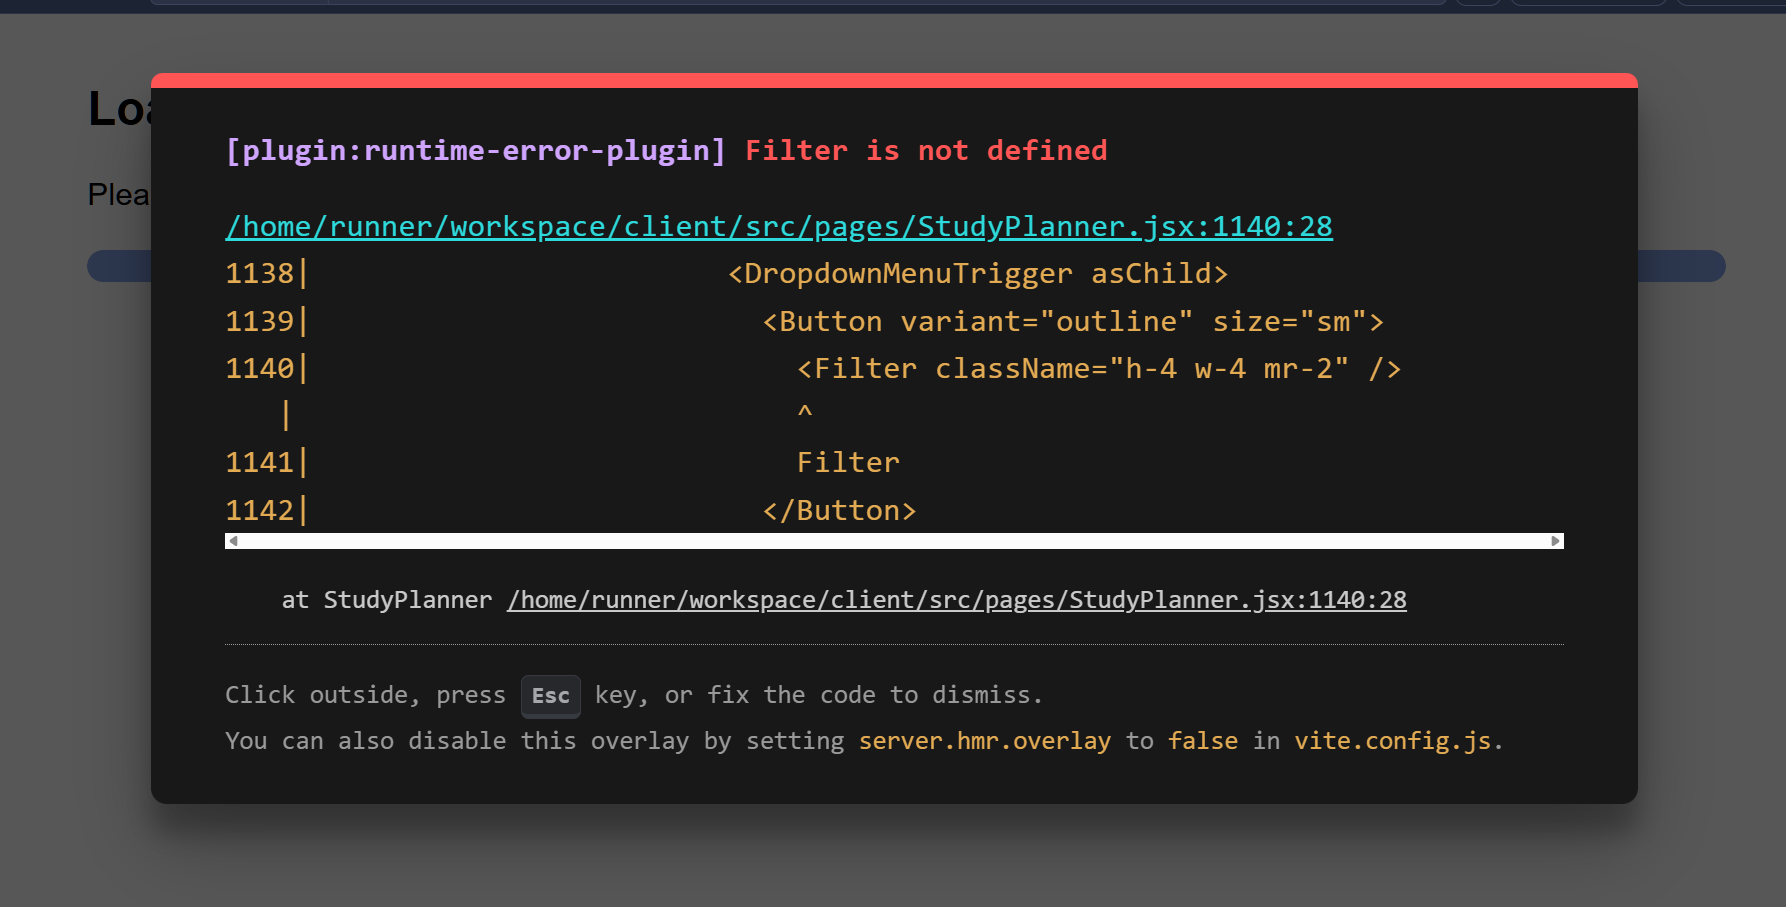 Loa
Plea
[plugin:runtime-error-plugin] Filter is not defined
/home/runner/workspace/client/src/pages/StudyPlanner.jsx:1140:28
1138|                        <DropdownMenuTrigger asChild>
1139|                          <Button variant="outline" size="sm">
1140|                            <Filter className="h-4 w-4 mr-2" />
   |                             ^
1141|                            Filter
1142|                          </Button>
at StudyPlanner /home/runner/workspace/client/src/pages/StudyPlanner.jsx:1140:28
Click outside, press Esc key, or fix the code to dismiss.
You can also disable this overlay by setting server.hmr.overlay to false in vite.config.js.